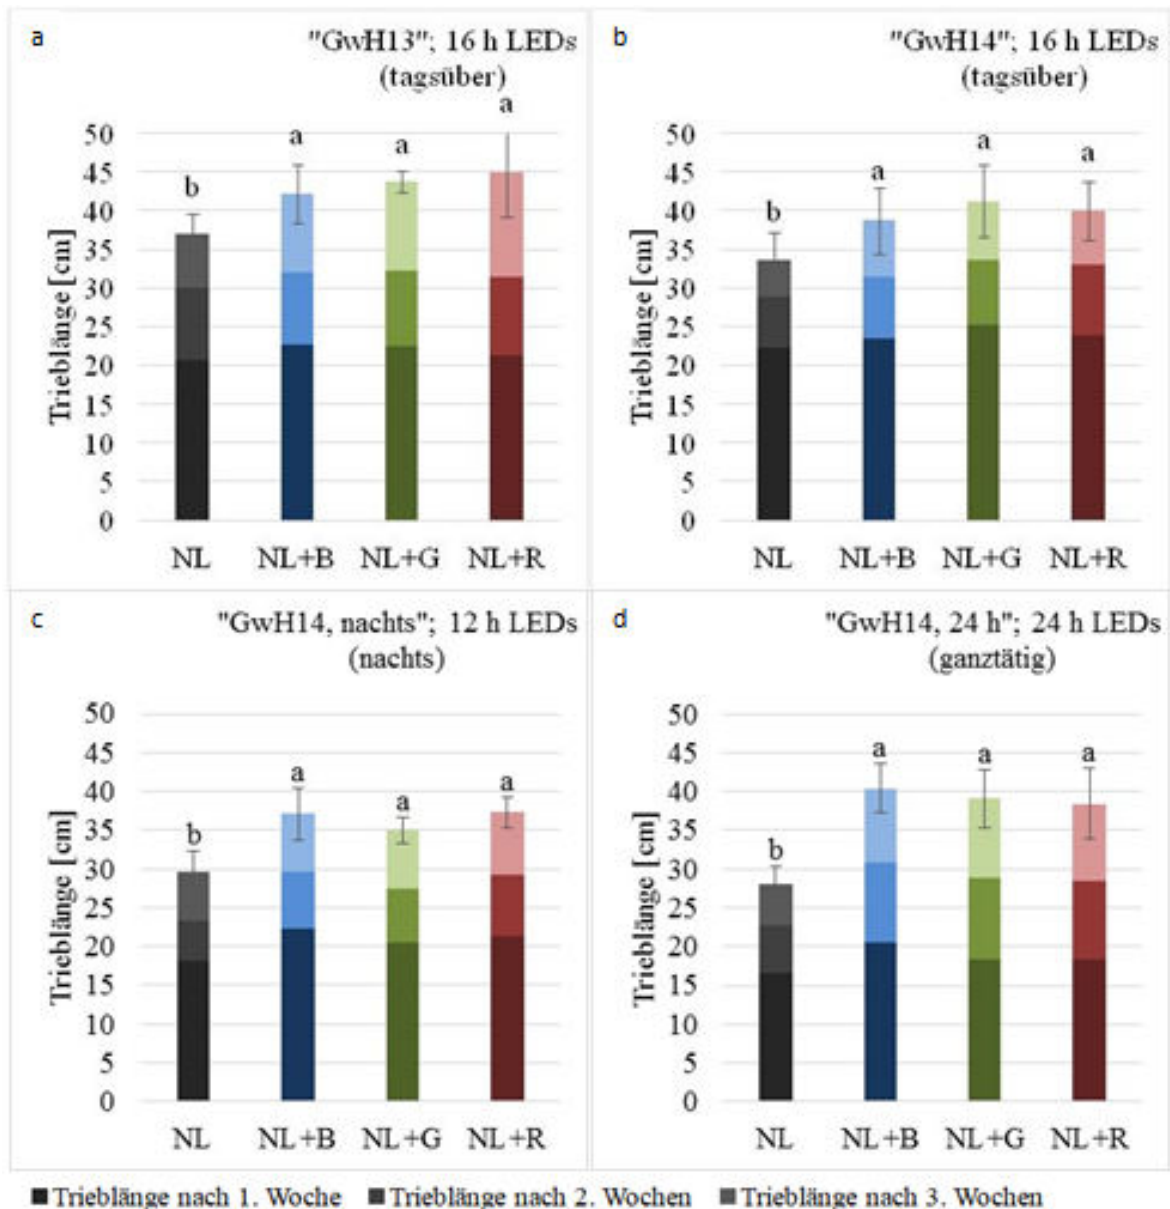 a
"GwH13"; 16 h LEDs
(tagsüber)
a
a
a
b
50
45
40
35
30
25
20
15
10
5
0
Trieblänge [cm]
NL NL+B NL+G NL+R
b
"GwH14"; 16 h LEDs
(tagsüber)
a
a
a
b
50
45
40
35
30
25
20
15
10
5
0
Trieblänge [cm]
NL NL+B NL+G NL+R
c
"GwH14, nachts"; 12 h LEDs
(nachts)
a
a
a
b
50
45
40
35
30
25
20
15
10
5
0
Trieblänge [cm]
NL NL+B NL+G NL+R
d
"GwH14, 24 h"; 24 h LEDs
(ganztätig)
a
a
a
b
50
45
40
35
30
25
20
15
10
5
0
Trieblänge [cm]
NL NL+B NL+G NL+R
Trieblänge nach 1. Woche Trieblänge nach 2. Wochen Trieblänge nach 3. Wochen